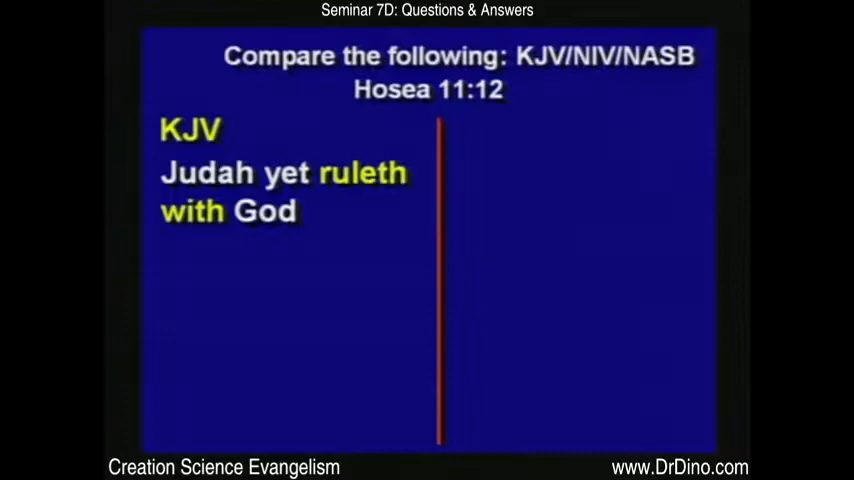 Seminar 7D: Questions & Answers
Compare the following: KJV/NIV/NASB
Hosea 11:12
KJV
Judah yet ruleth
with God
Creation Science Evangelism
www.DrDino.com